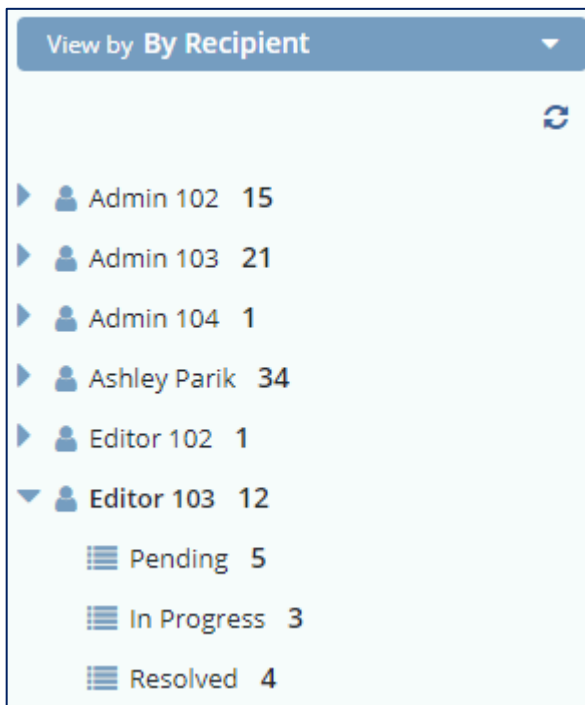 View by By Recipient
Admin 102 15
Admin 103 21
Admin 104 1
Ashley Parik 34
Editor 102 1
Editor 103 12
Pending 5
In Progress 3
Resolved 4